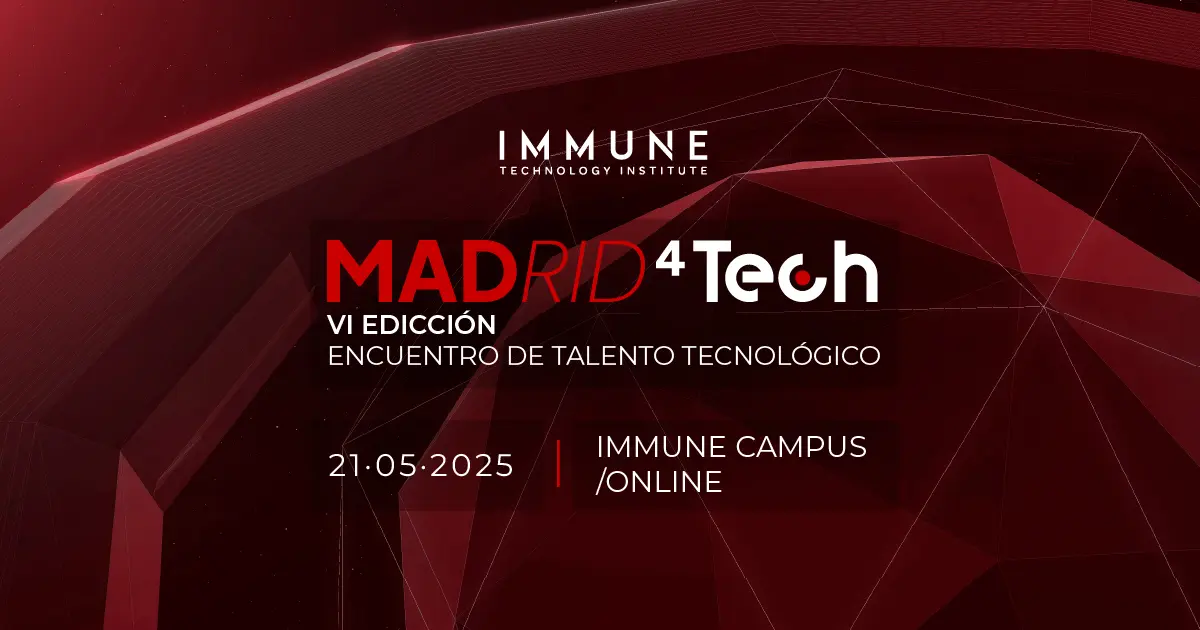 IMMUNE
TECHNOLOGY INSTITUTE
MADRID 4Tech
VI EDICCIÓN
ENCUENTRO DE TALENTO TECNOLÓGICO
21·05·2025
IMMUNE CAMPUS
/ONLINE